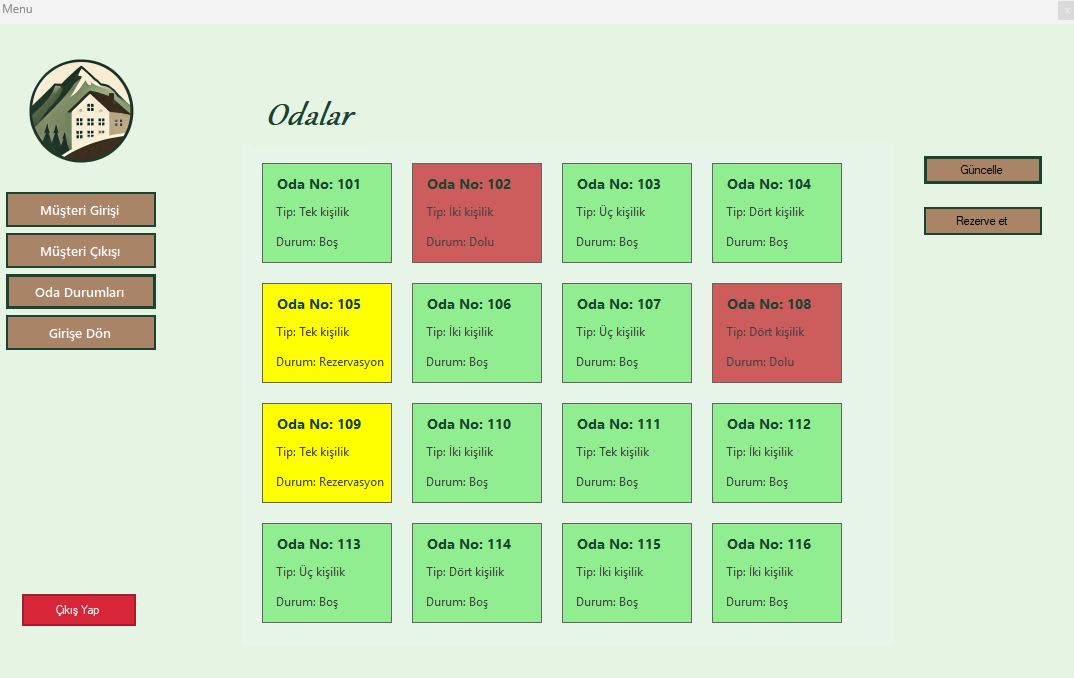 Menu
x
Odalar
Müşteri Girişi
Müşteri Çıkışı
Oda Durumları
Girişe Dön
Çıkış Yap
Oda No: 101
Tip: Tek kişilik
Durum: Boş
Oda No: 102
Tip: İki kişilik
Durum: Dolu
Oda No: 103
Tip: Üç kişilik
Durum: Boş
Oda No: 104
Tip: Dört kişilik
Durum: Boş
Oda No: 105
Tip: Tek kişilik
Durum: Rezervasyon
Oda No: 106
Tip: İki kişilik
Durum: Boş
Oda No: 107
Tip: Üç kişilik
Durum: Boş
Oda No: 108
Tip: Dört kişilik
Durum: Dolu
Oda No: 109
Tip: Tek kişilik
Durum: Rezervasyon
Oda No: 110
Tip: İki kişilik
Durum: Boş
Oda No: 111
Tip: Tek kişilik
Durum: Boş
Oda No: 112
Tip: İki kişilik
Durum: Boş
Oda No: 113
Tip: Üç kişilik
Durum: Boş
Oda No: 114
Tip: Dört kişilik
Durum: Boş
Oda No: 115
Tip: İki kişilik
Durum: Boş
Oda No: 116
Tip: İki kişilik
Durum: Boş
Güncelle
Rezerve et